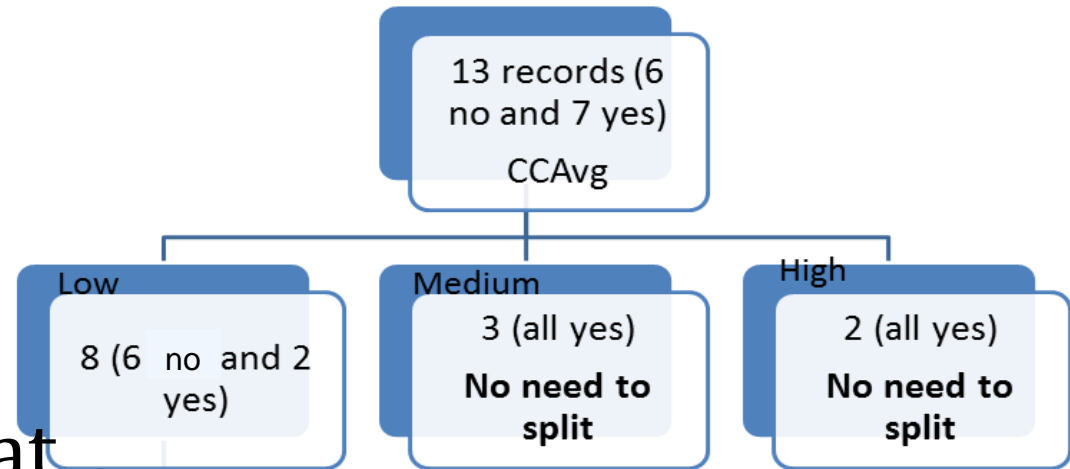 13 records (6
no and 7 yes)
CCAvg
Low
8 (6 no and 2
yes)
Medium
3 (all yes)
No need to
split
High
2 (all yes)
No need to
split
at